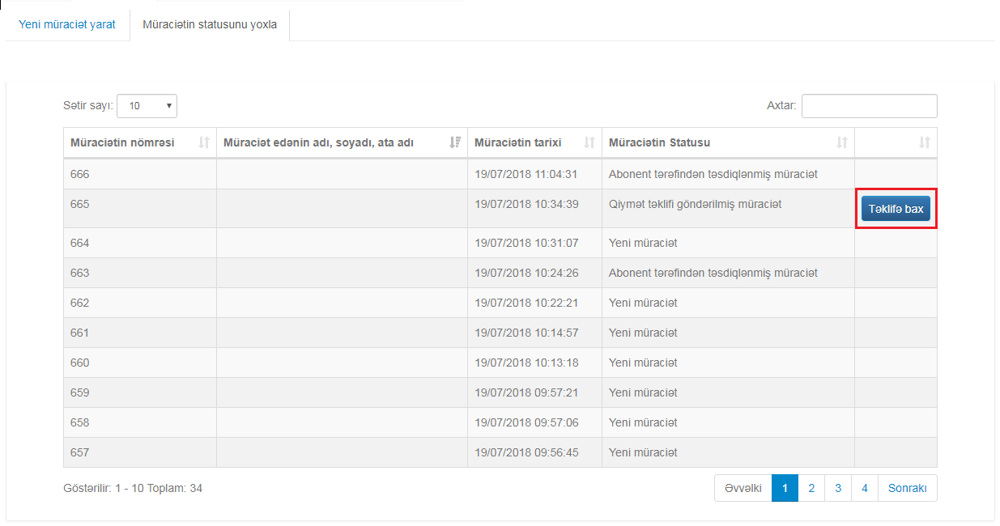 Yeni müraciət yarat Müraciətin statusunu yoxla
Sətir sayı: 10 Axtar:
Müraciətin nömrəsi Müraciət edənin adı, soyadı, ata adı Müraciətin tarixi Müraciətin Statusu
666 19/07/2018 11:04:31 Abonent tərəfindən təsdiqlənmiş müraciət
665 19/07/2018 10:34:39 Qiymət təklifi göndərilmiş müraciət Təklifə bax
664 19/07/2018 10:31:07 Yeni müraciət
663 19/07/2018 10:24:26 Abonent tərəfindən təsdiqlənmiş müraciət
662 19/07/2018 10:22:21 Yeni müraciət
661 19/07/2018 10:14:57 Yeni müraciət
660 19/07/2018 10:13:18 Yeni müraciət
659 19/07/2018 09:57:21 Yeni müraciət
658 19/07/2018 09:57:06 Yeni müraciət
657 19/07/2018 09:56:45 Yeni müraciət
Göstərilir: 1 - 10 Toplam: 34 Əvvəlki 1 2 3 4 Sonrakı